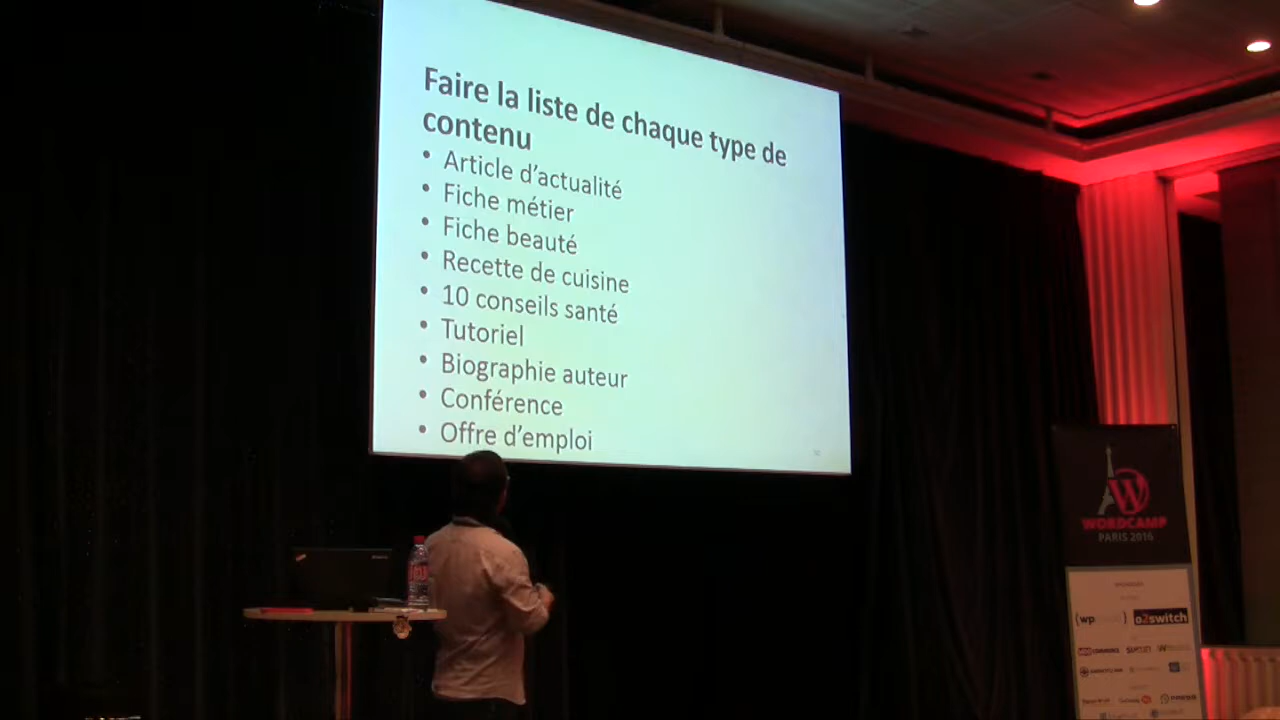 Faire la liste de chaque type de
contenu
• Article d'actualité
• Fiche métier
• Fiche beauté
• Recette de cuisine
• 10 conseils santé
• Tutoriel
• Biographie auteur
• Conférence
• Offre d'emploi
W
WORDCAMP
PARIS 2016
(wp
o2switch